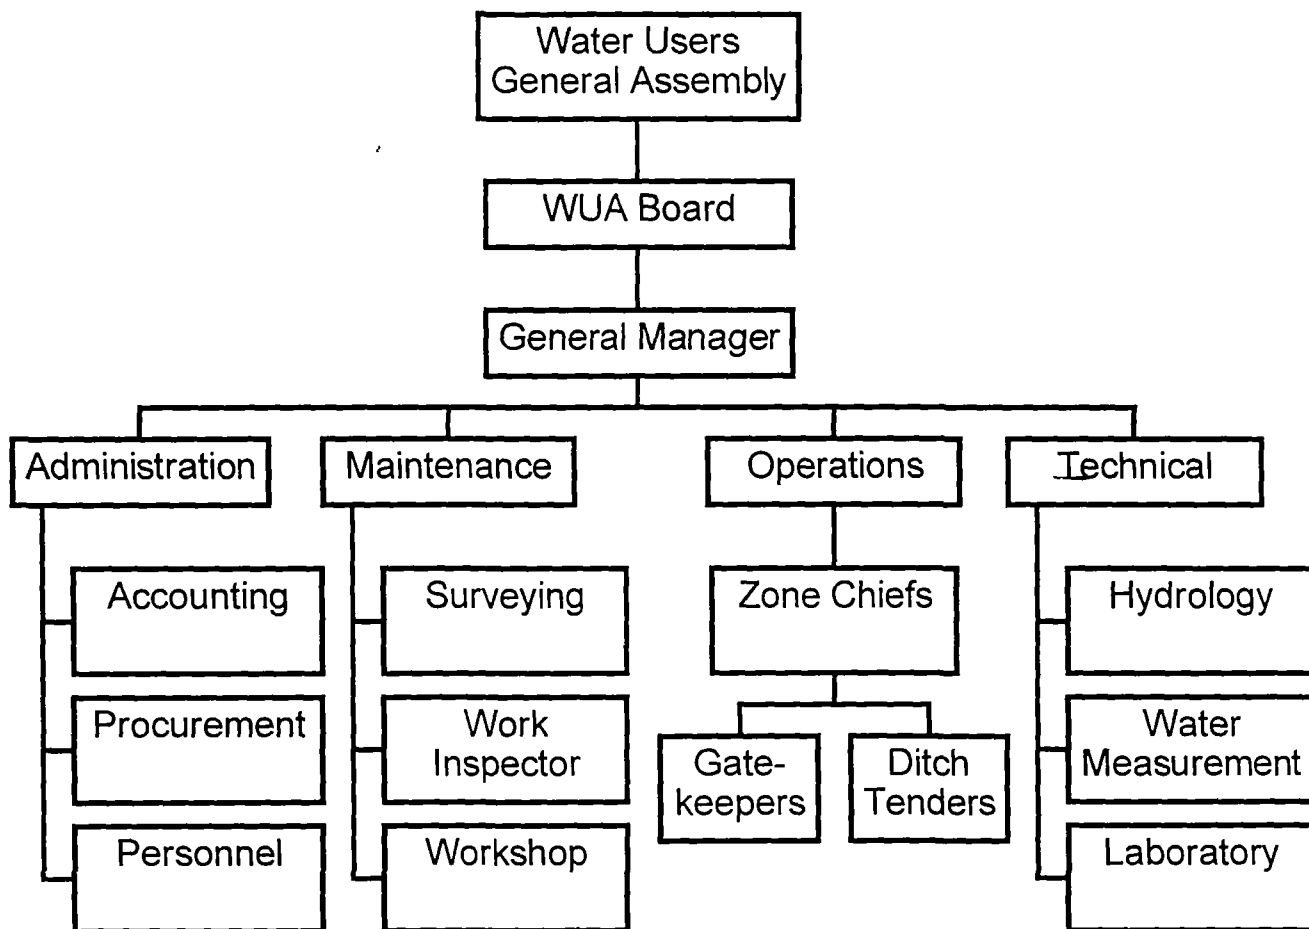 Water Users
General Assembly
WUA Board
General Manager
Administration
Maintenance
Operations
Technical
Accounting
Surveying
Zone Chiefs
Hydrology
Procurement
Work
Inspector
Gate-
keepers
Ditch
Tenders
Water
Measurement
Personnel
Workshop
Laboratory